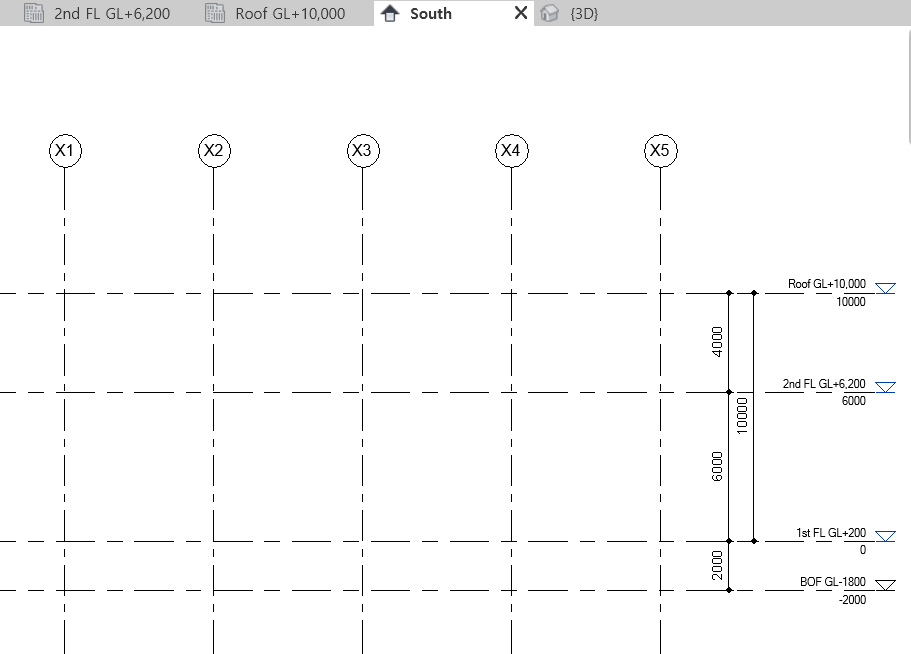 2nd FL GL+6,200 Roof GL+10,000 South {3D}
X1 X2 X3 X4 X5
Roof GL+10,000
10000
4000
2nd FL GL+6,200
6000
10000
6000
1st FL GL+200
0
2000
BOF GL-1800
-2000